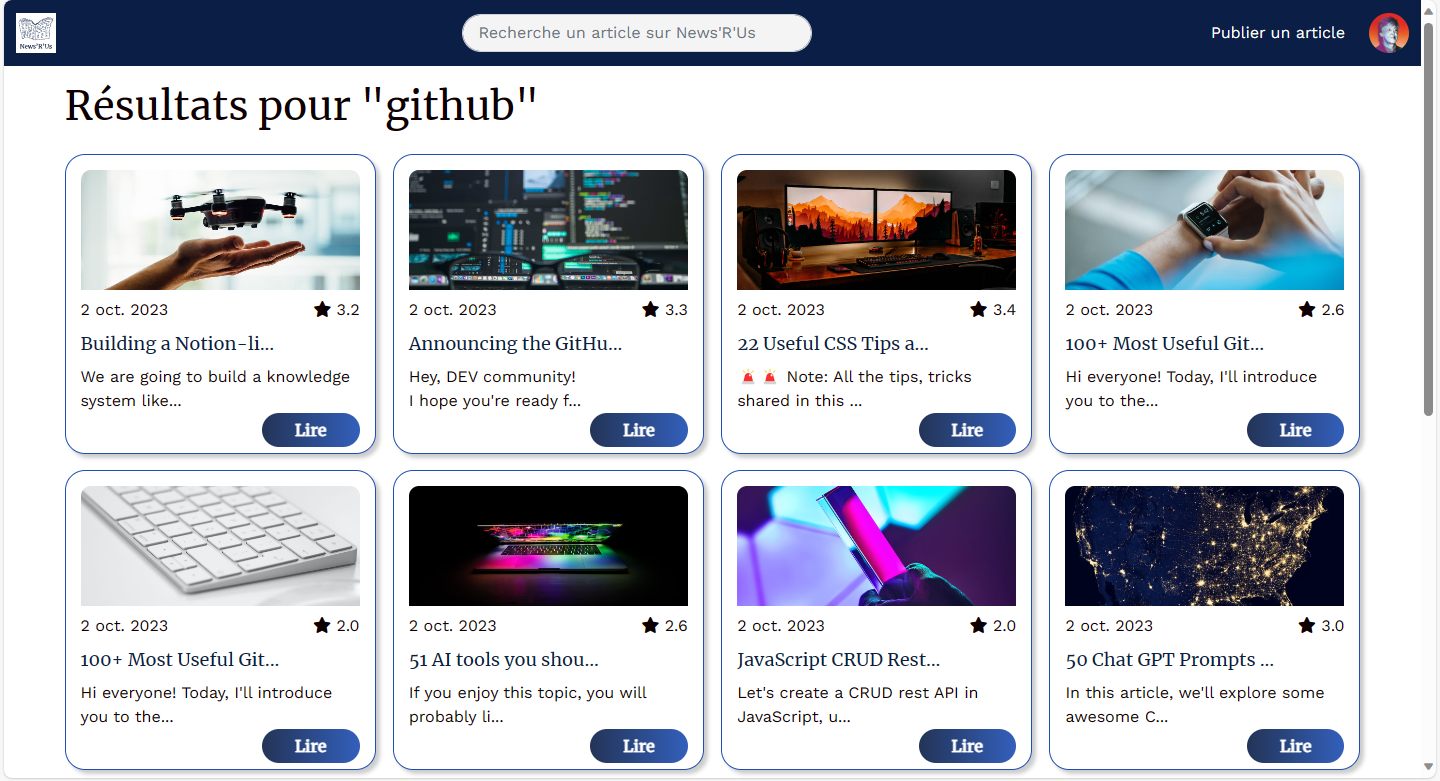 News'R'Us
Recherche un article sur News'R'Us
Publier un article
Résultats pour "github"
2 oct. 2023 3.2
Building a Notion-li...
We are going to build a knowledge
system like...
Lire
2 oct. 2023 3.3
Announcing the GitHu...
Hey, DEV community!
I hope you're ready f...
Lire
2 oct. 2023 3.4
22 Useful CSS Tips a...
🚨🚨 Note: All the tips, tricks
shared in this ...
Lire
2 oct. 2023 2.6
100+ Most Useful Git...
Hi everyone! Today, I'll introduce
you to the...
Lire
2 oct. 2023 2.0
100+ Most Useful Git...
Hi everyone! Today, I'll introduce
you to the...
Lire
2 oct. 2023 2.6
51 AI tools you shou...
If you enjoy this topic, you will
probably li...
Lire
2 oct. 2023 2.0
JavaScript CRUD Rest...
Let's create a CRUD rest API in
JavaScript, u...
Lire
2 oct. 2023 3.0
50 Chat GPT Prompts ...
In this article, we'll explore some
awesome C...
Lire